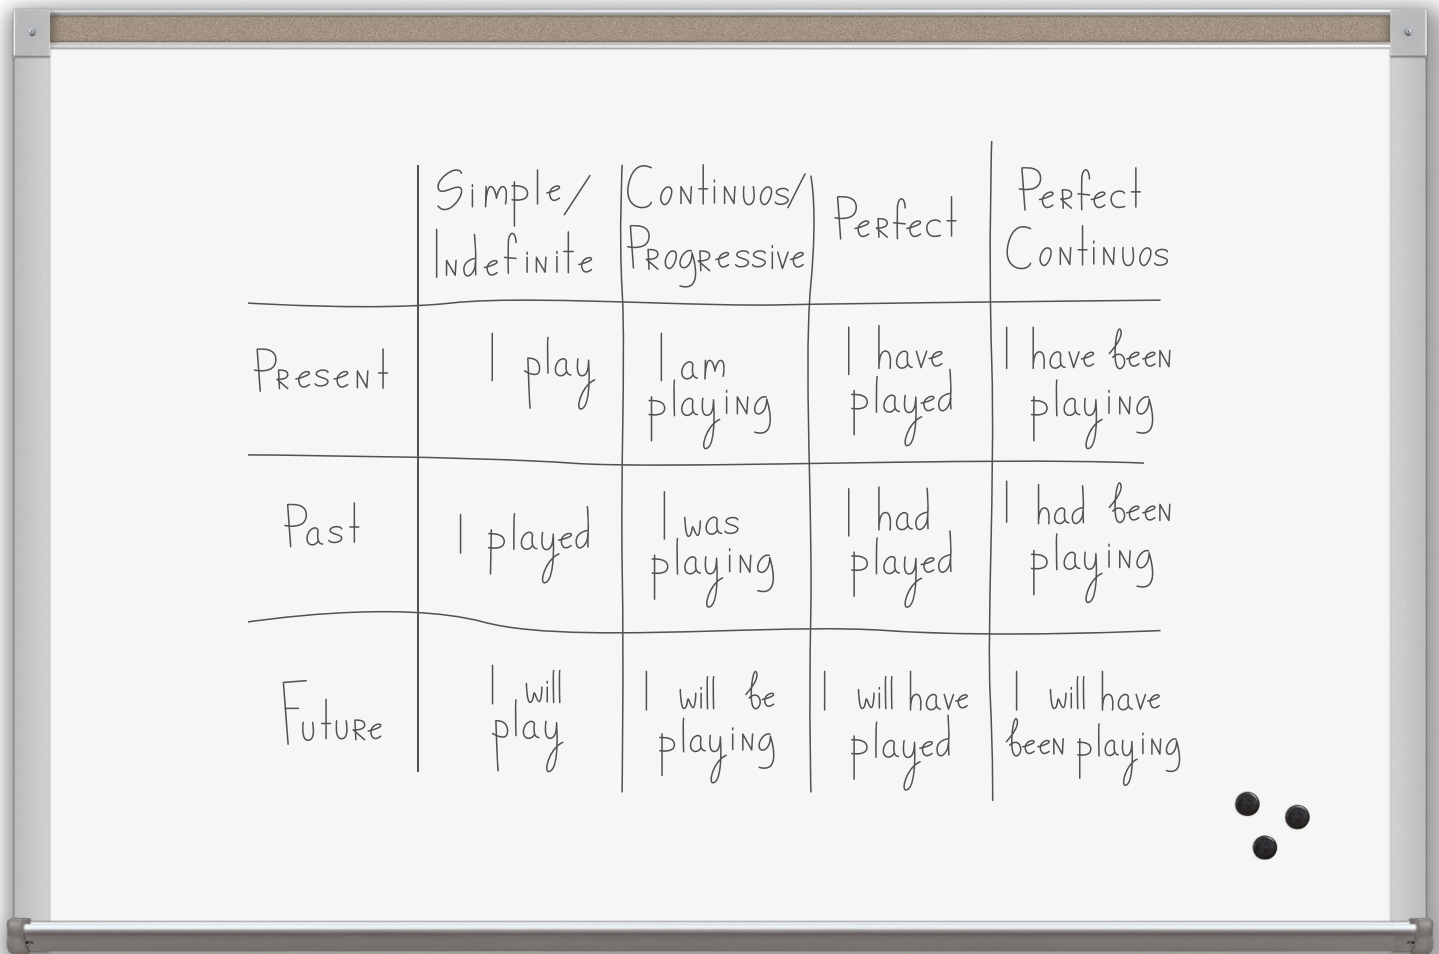 Simple/ Continuos/ Perfect Perfect
Indefinite Progressive Continuos
Present I play I am I have I have been
playing played playing
Past I played I was I had I had been
playing played playing
Future I will I will be I will have I will have
play playing played been playing